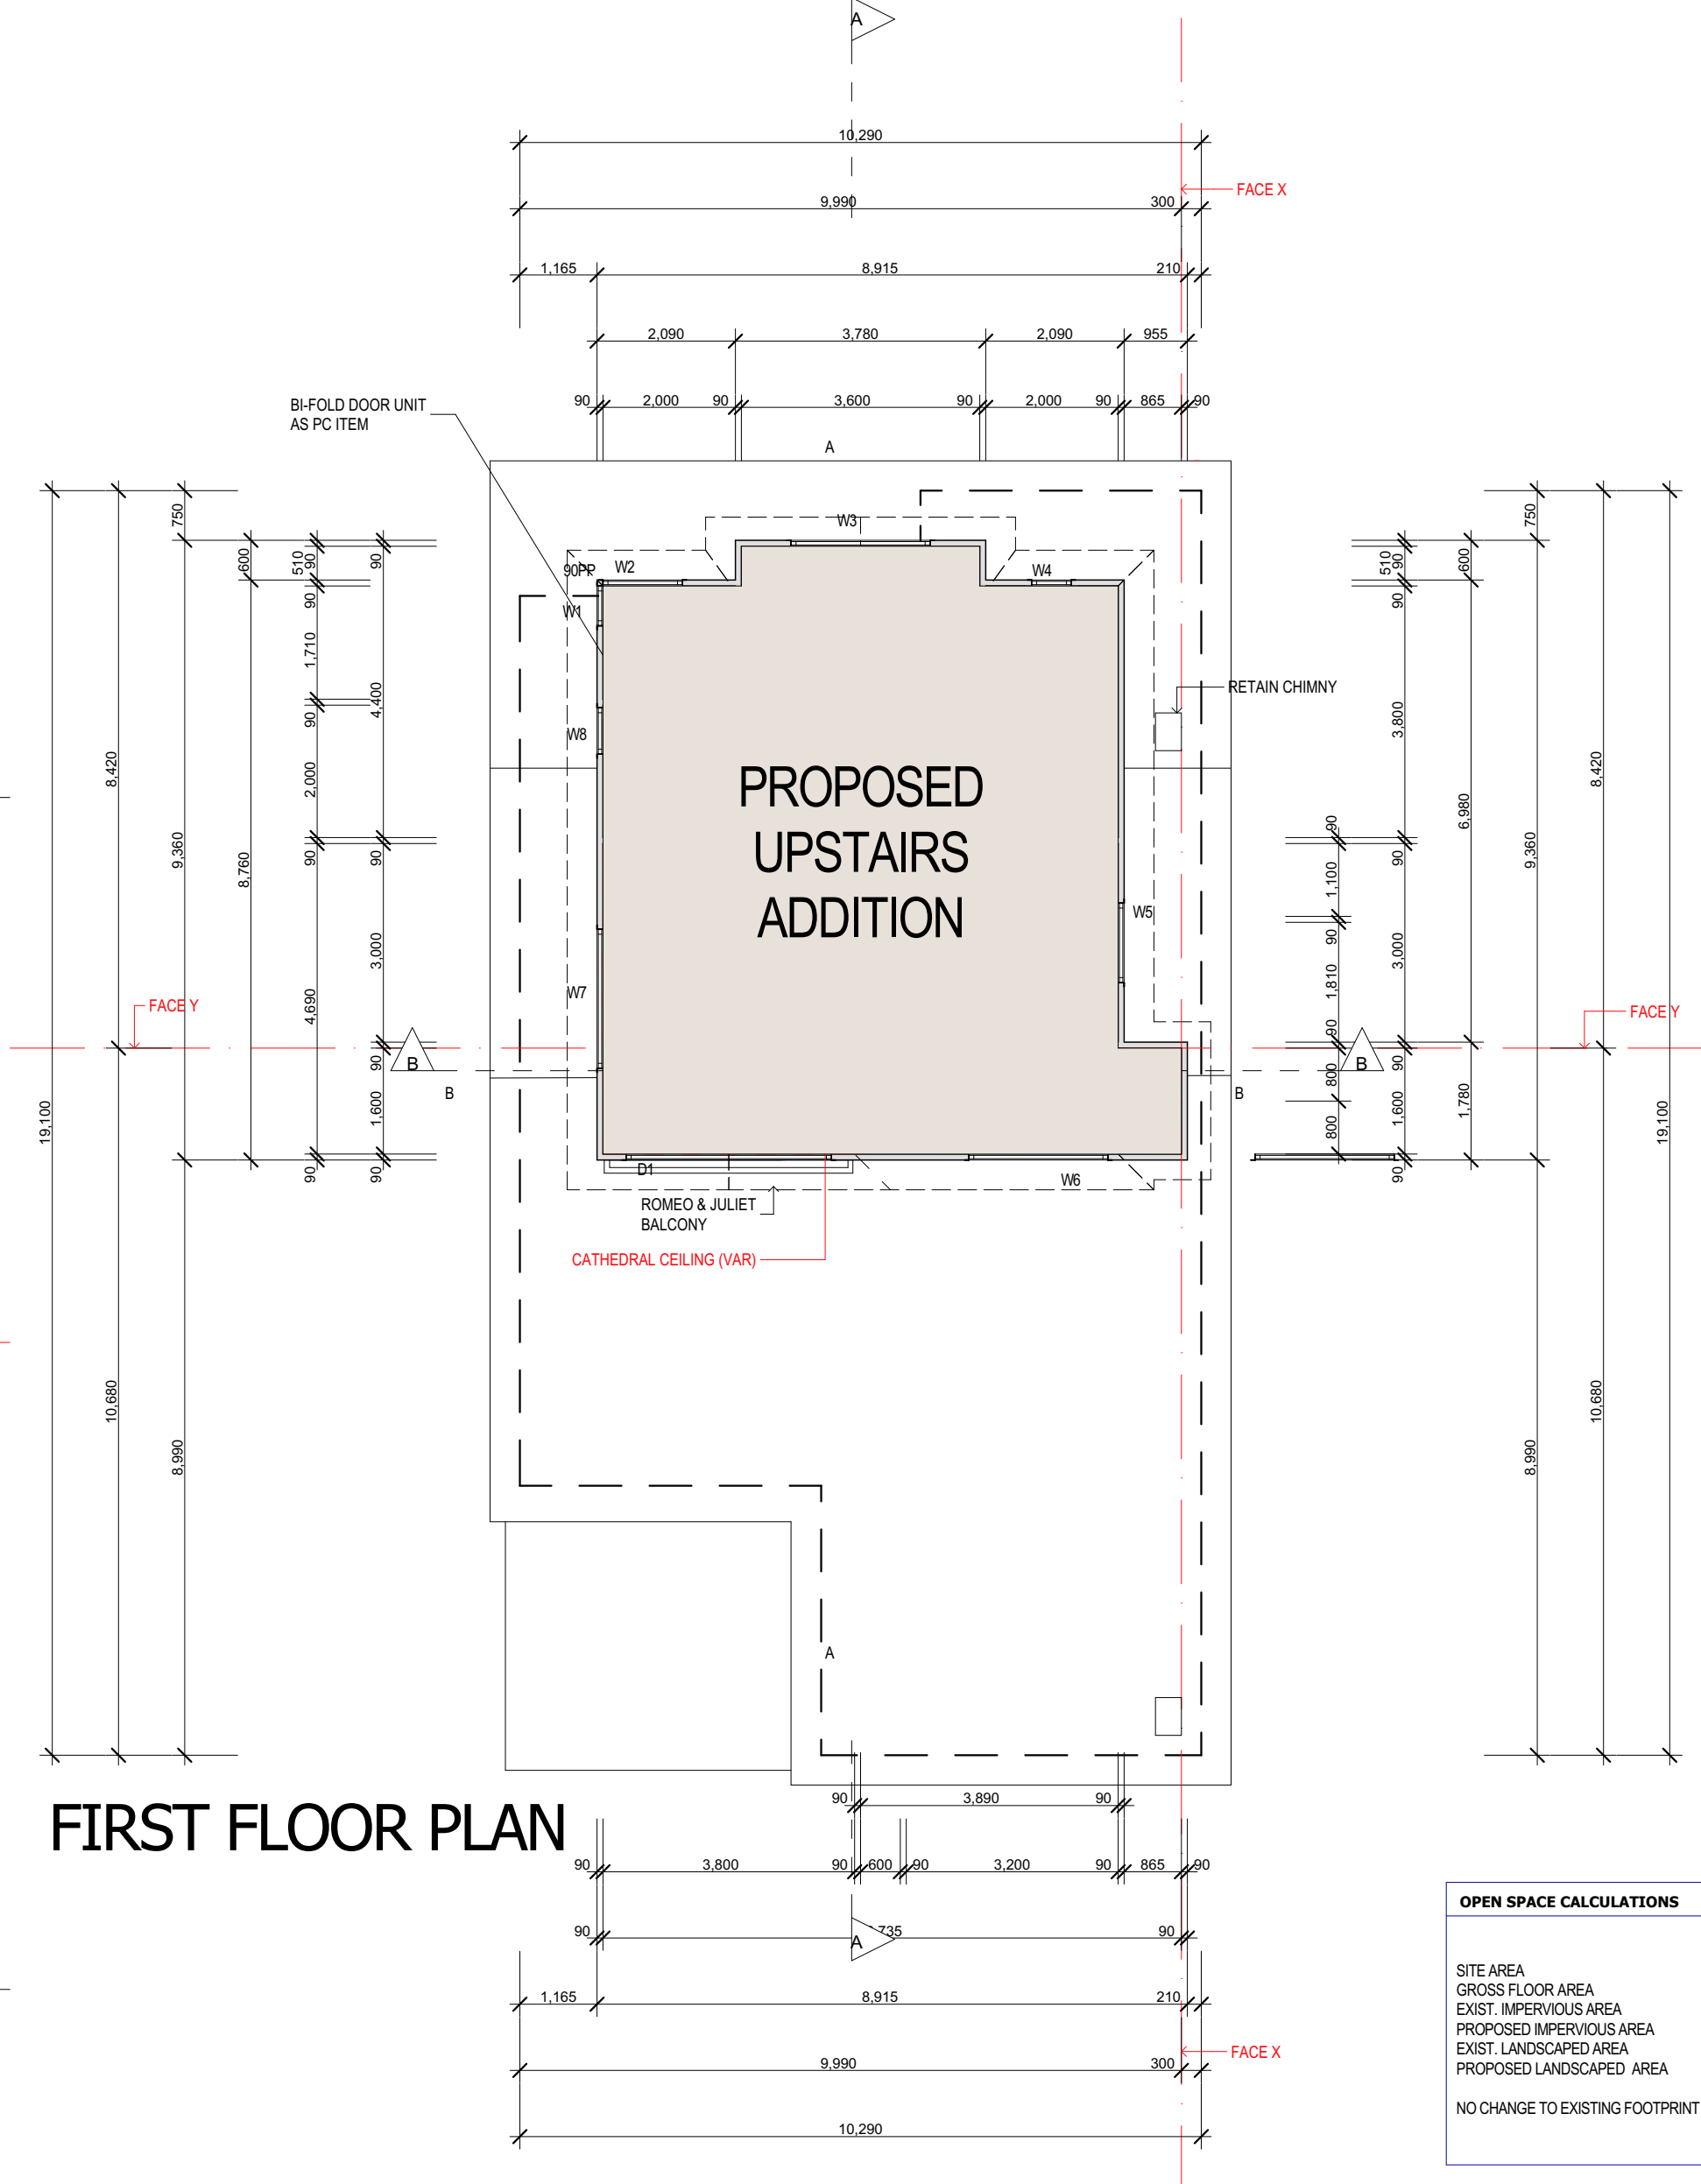 A
10,290
FACE X
9,990 300
1,165 8,915 210
2,090 3,780 2,090 955
BI-FOLD DOOR UNIT
AS PC ITEM
90 2,000 90 3,600 90 2,000 90 865 90
A
750
600
510
90
90
90
1,710
90
4,400
8,420
2,000
9,360
8,760
90
90
3,000
4,690
FACE Y
90
19,100
1,600
90
90
10,680
8,990
W3
90PP
W2
W4
W1
W8
RETAIN CHIMNY
PROPOSED
UPSTAIRS
ADDITION
W5
W7
B
B
B
B
D1
W6
ROMEO & JULIET
BALCONY
CATHEDRAL CEILING (VAR)
750
600
510
90
90
3,800
8,420
6,980
90
90
1,100
9,360
90
3,000
1,810
FACE Y
90
90
800
1,600
1,780
800
90
19,100
10,680
8,990
A
FIRST FLOOR PLAN
90 3,890 90
90 3,800 90 600 90 3,200 90 865 90
90 735 90
A
1,165 8,915 210
FACE X
9,990 300
10,290
OPEN SPACE CALCULATIONS
SITE AREA
GROSS FLOOR AREA
EXIST. IMPERVIOUS AREA
PROPOSED IMPERVIOUS AREA
EXIST. LANDSCAPED AREA
PROPOSED LANDSCAPED AREA
NO CHANGE TO EXISTING FOOTPRINT